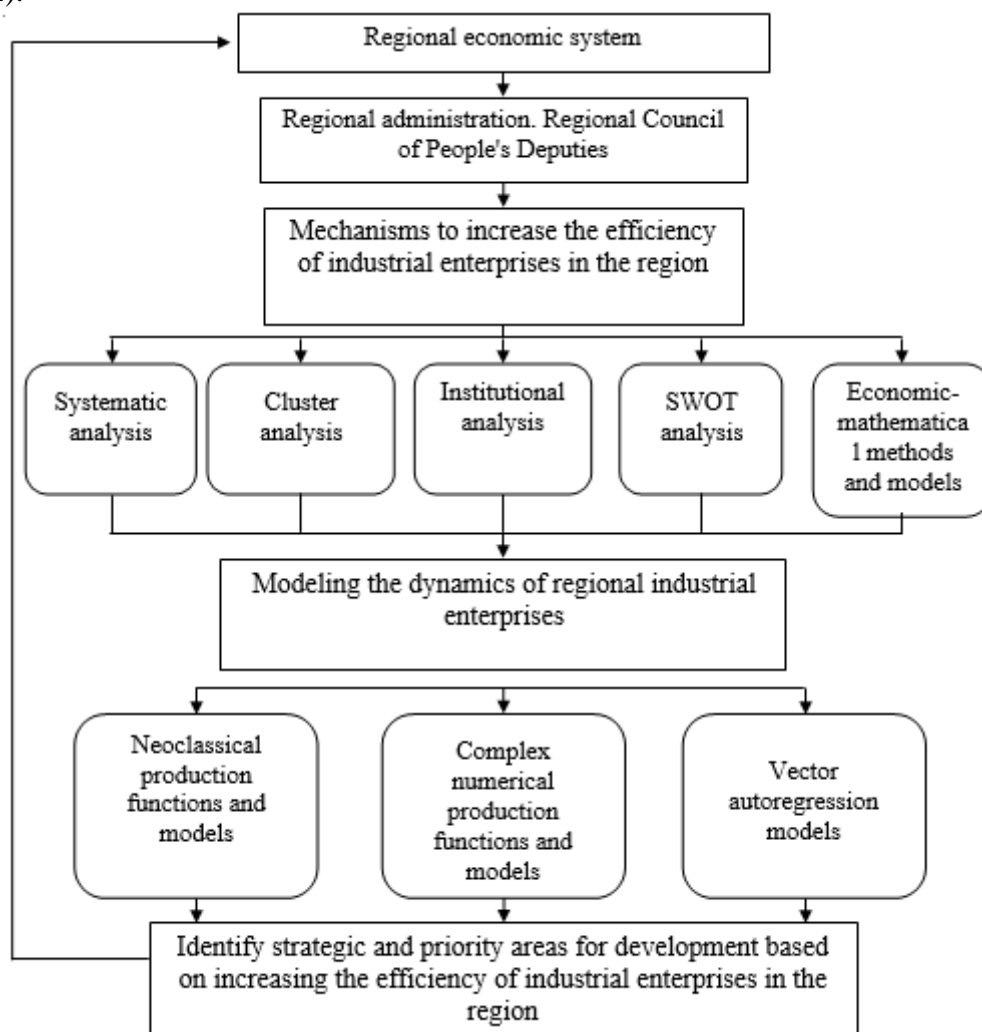 Regional economic system
Regional administration. Regional Council
of People's Deputies
Mechanisms to increase the efficiency
of industrial enterprises in the region
Systematic
analysis
Cluster
analysis
Institutional
analysis
SWOT
analysis
Economic-
mathematica
l methods
and models
Modeling the dynamics of regional industrial
enterprises
Neoclassical
production
functions and
models
Complex
numerical
production
functions and
models
Vector
autoregression
models
Identify strategic and priority areas for development based
on increasing the efficiency of industrial enterprises in the
region